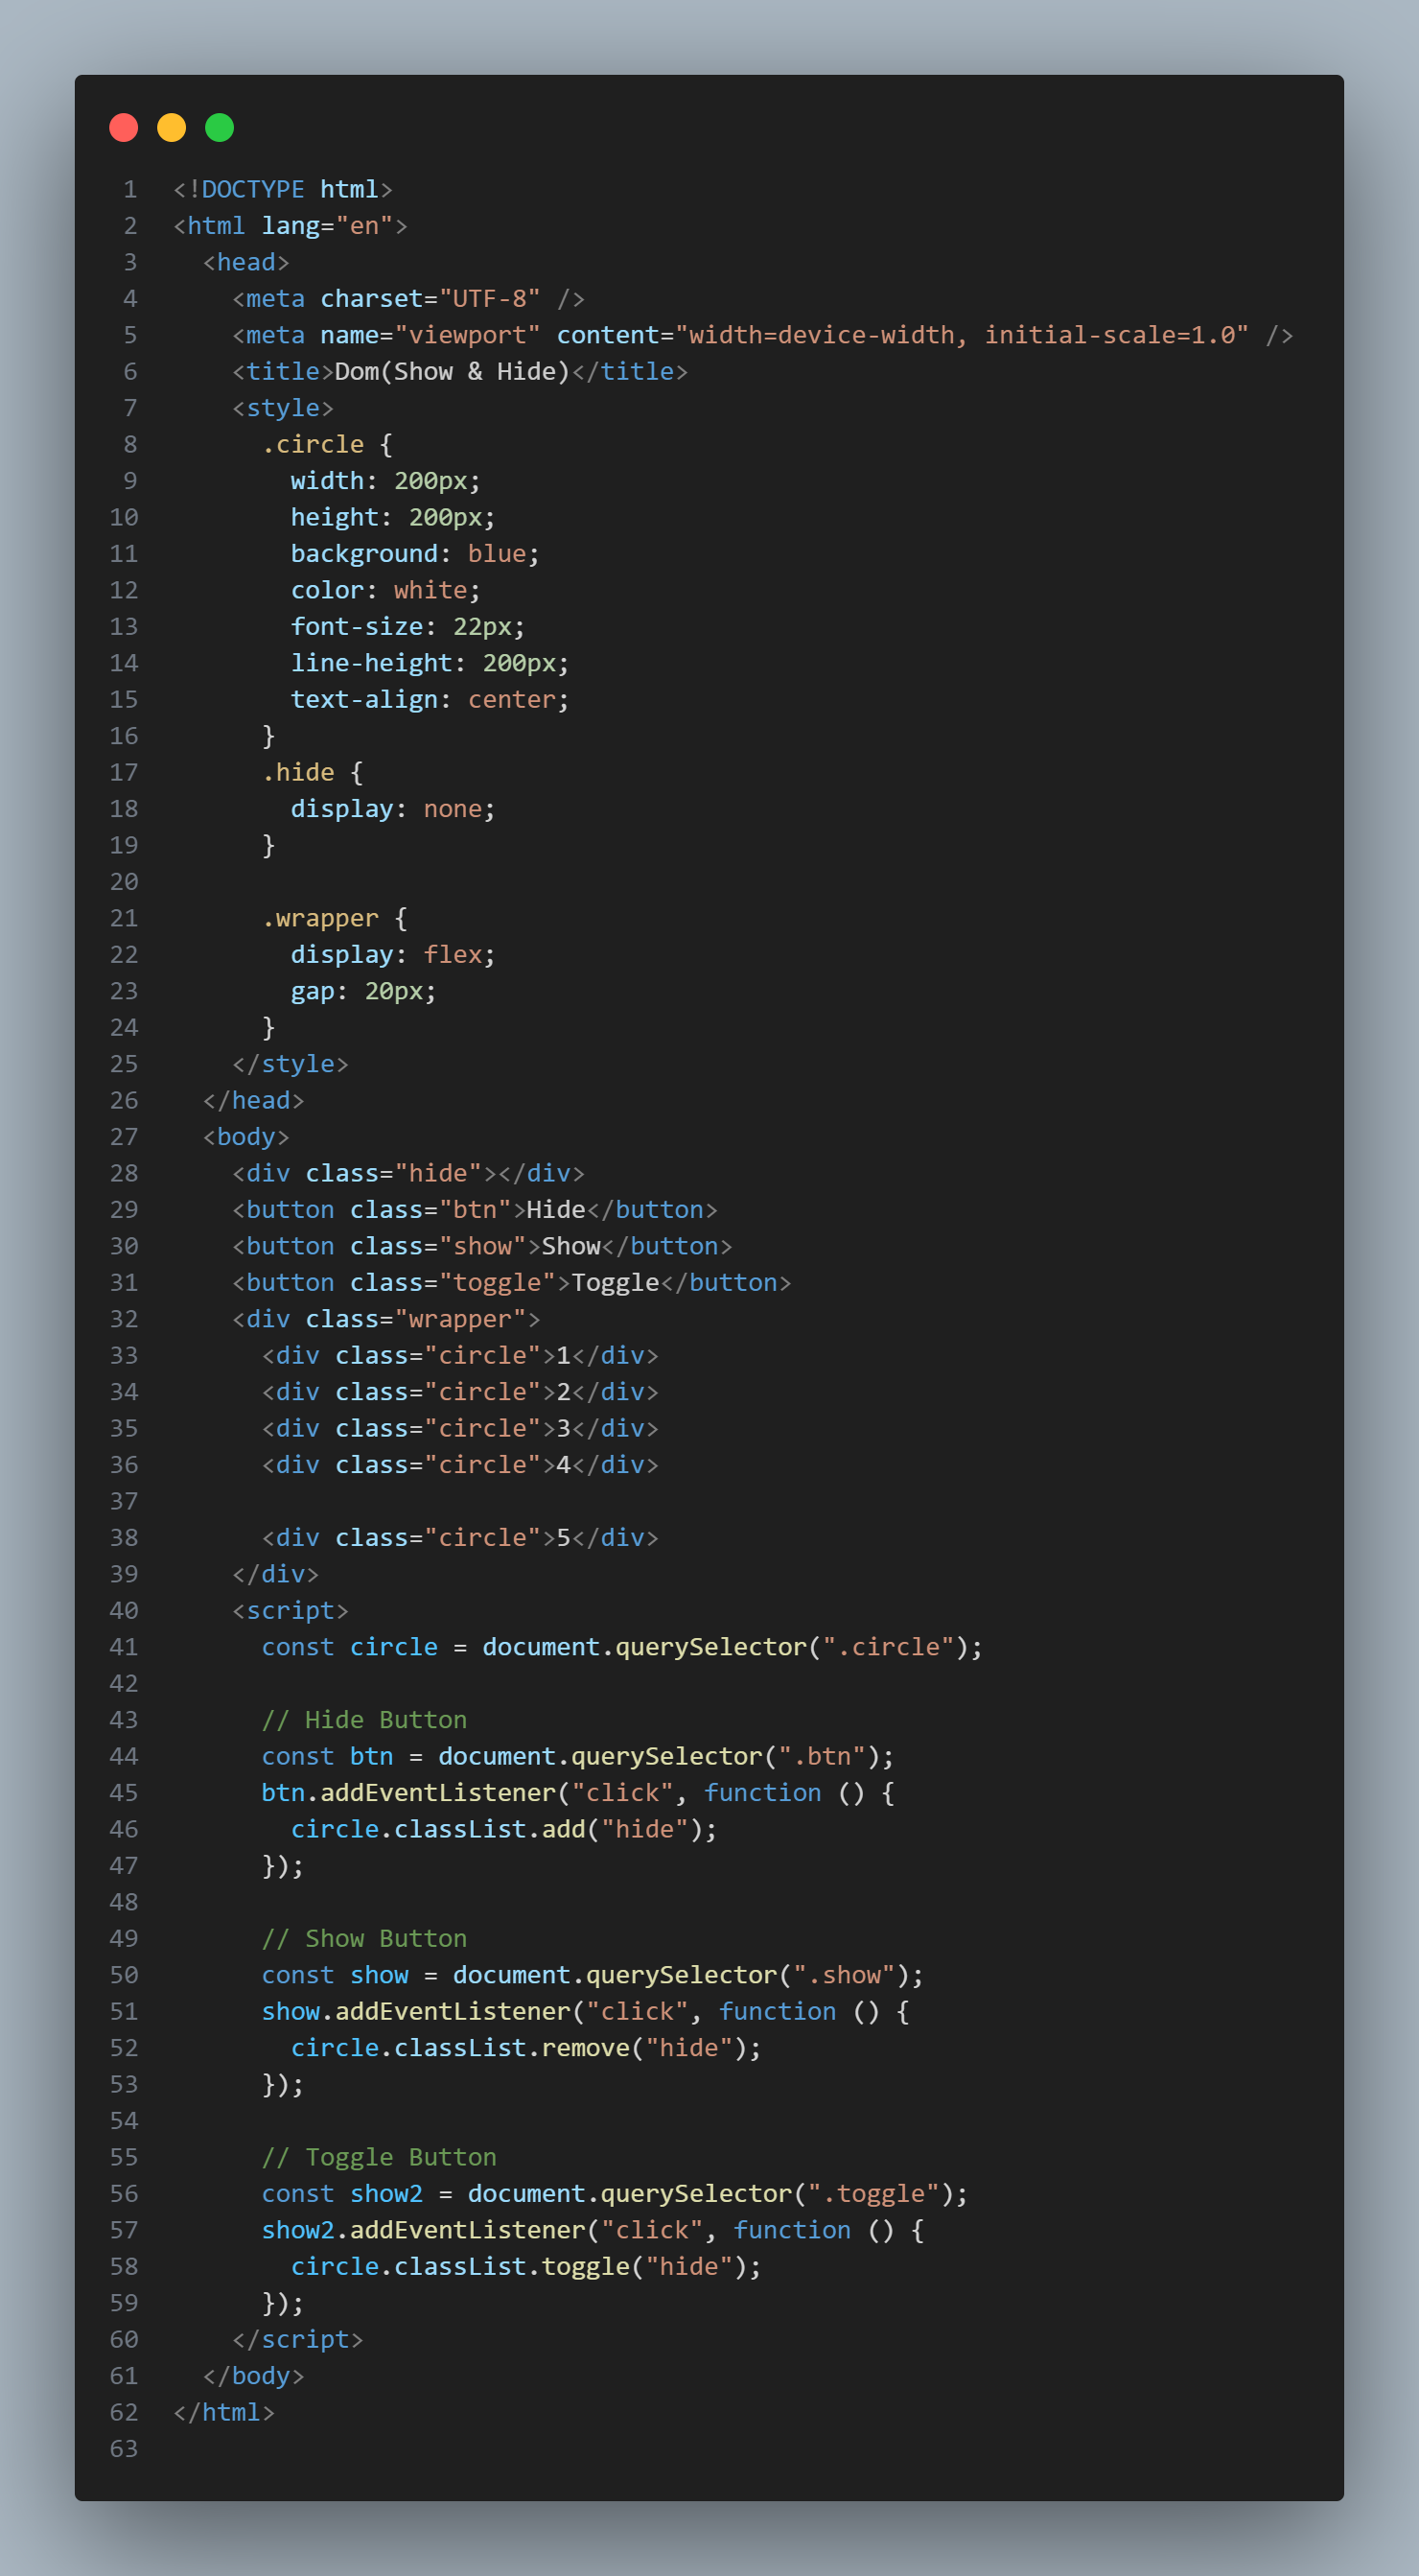 1 <!DOCTYPE html>
2 <html lang="en">
3   <head>
4     <meta charset="UTF-8" />
5     <meta name="viewport" content="width=device-width, initial-scale=1.0" />
6     <title>Dom(Show & Hide)</title>
7     <style>
8       .circle {
9         width: 200px;
10         height: 200px;
11         background: blue;
12         color: white;
13         font-size: 22px;
14         line-height: 200px;
15         text-align: center;
16       }
17       .hide {
18         display: none;
19       }
20
21       .wrapper {
22         display: flex;
23         gap: 20px;
24       }
25     </style>
26   </head>
27   <body>
28     <div class="hide"></div>
29     <button class="btn">Hide</button>
30     <button class="show">Show</button>
31     <button class="toggle">Toggle</button>
32     <div class="wrapper">
33       <div class="circle">1</div>
34       <div class="circle">2</div>
35       <div class="circle">3</div>
36       <div class="circle">4</div>
37
38       <div class="circle">5</div>
39     </div>
40     <script>
41       const circle = document.querySelector(".circle");
42
43       // Hide Button
44       const btn = document.querySelector(".btn");
45       btn.addEventListener("click", function () {
46         circle.classList.add("hide");
47       });
48
49       // Show Button
50       const show = document.querySelector(".show");
51       show.addEventListener("click", function () {
52         circle.classList.remove("hide");
53       });
54
55       // Toggle Button
56       const show2 = document.querySelector(".toggle");
57       show2.addEventListener("click", function () {
58         circle.classList.toggle("hide");
59       });
60     </script>
61   </body>
62 </html>
63